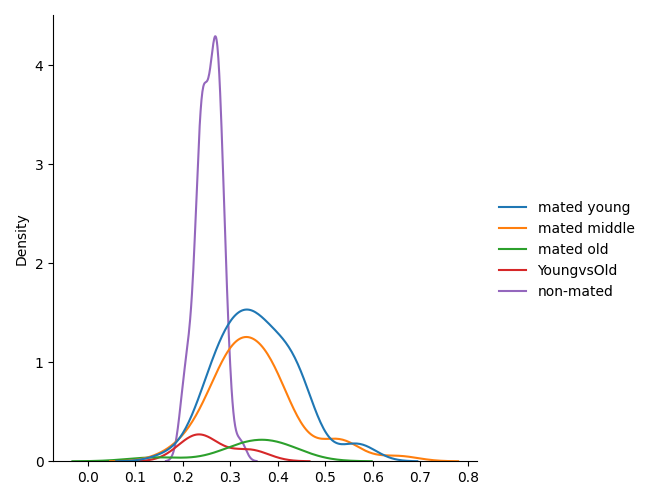 4
3
2
1
0
Density
0.0 0.1 0.2 0.3 0.4 0.5 0.6 0.7 0.8
mated young
mated middle
mated old
YoungvsOld
non-mated